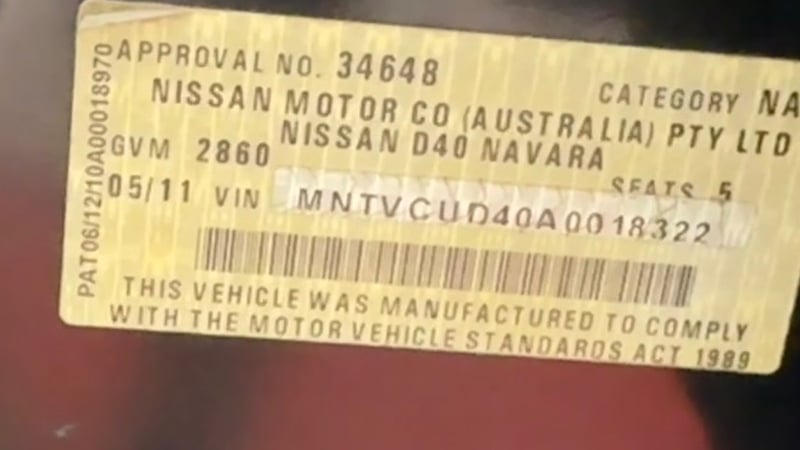 APPROVAL NO. 34648 CATEGORY NA
NISSAN MOTOR CO (AUSTRALIA) PTY LTD
NISSAN D40 NAVARA
GVM 2860 SEATS 5
05/11 VIN MNTVCUD40A0018322
THIS VEHICLE WAS MANUFACTURED TO COMPLY
WITH THE MOTOR VEHICLE STANDARDS ACT 1989
PAT06/12/10A00018970